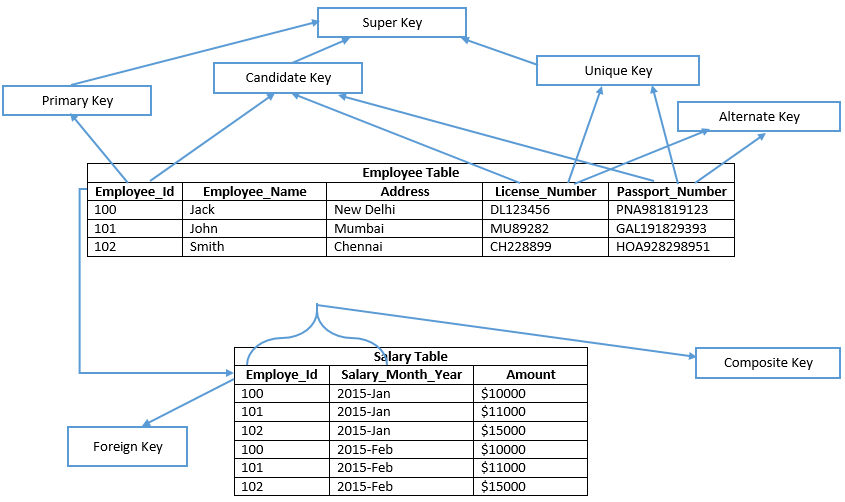 Super Key
Candidate Key
Unique Key
Primary Key
Alternate Key
Employee Table
Employee_Id Employee_Name Address License_Number Passport_Number
100 Jack New Delhi DL123456 PNA981819123
101 John Mumbai MU89282 GAL191829393
102 Smith Chennai CH228899 HOA928298951
Salary Table
Composite Key
Employe_Id Salary_Month_Year Amount
100 2015-Jan $10000
101 2015-Jan $11000
102 2015-Jan $15000
100 2015-Feb $10000
101 2015-Feb $11000
102 2015-Feb $15000
Foreign Key